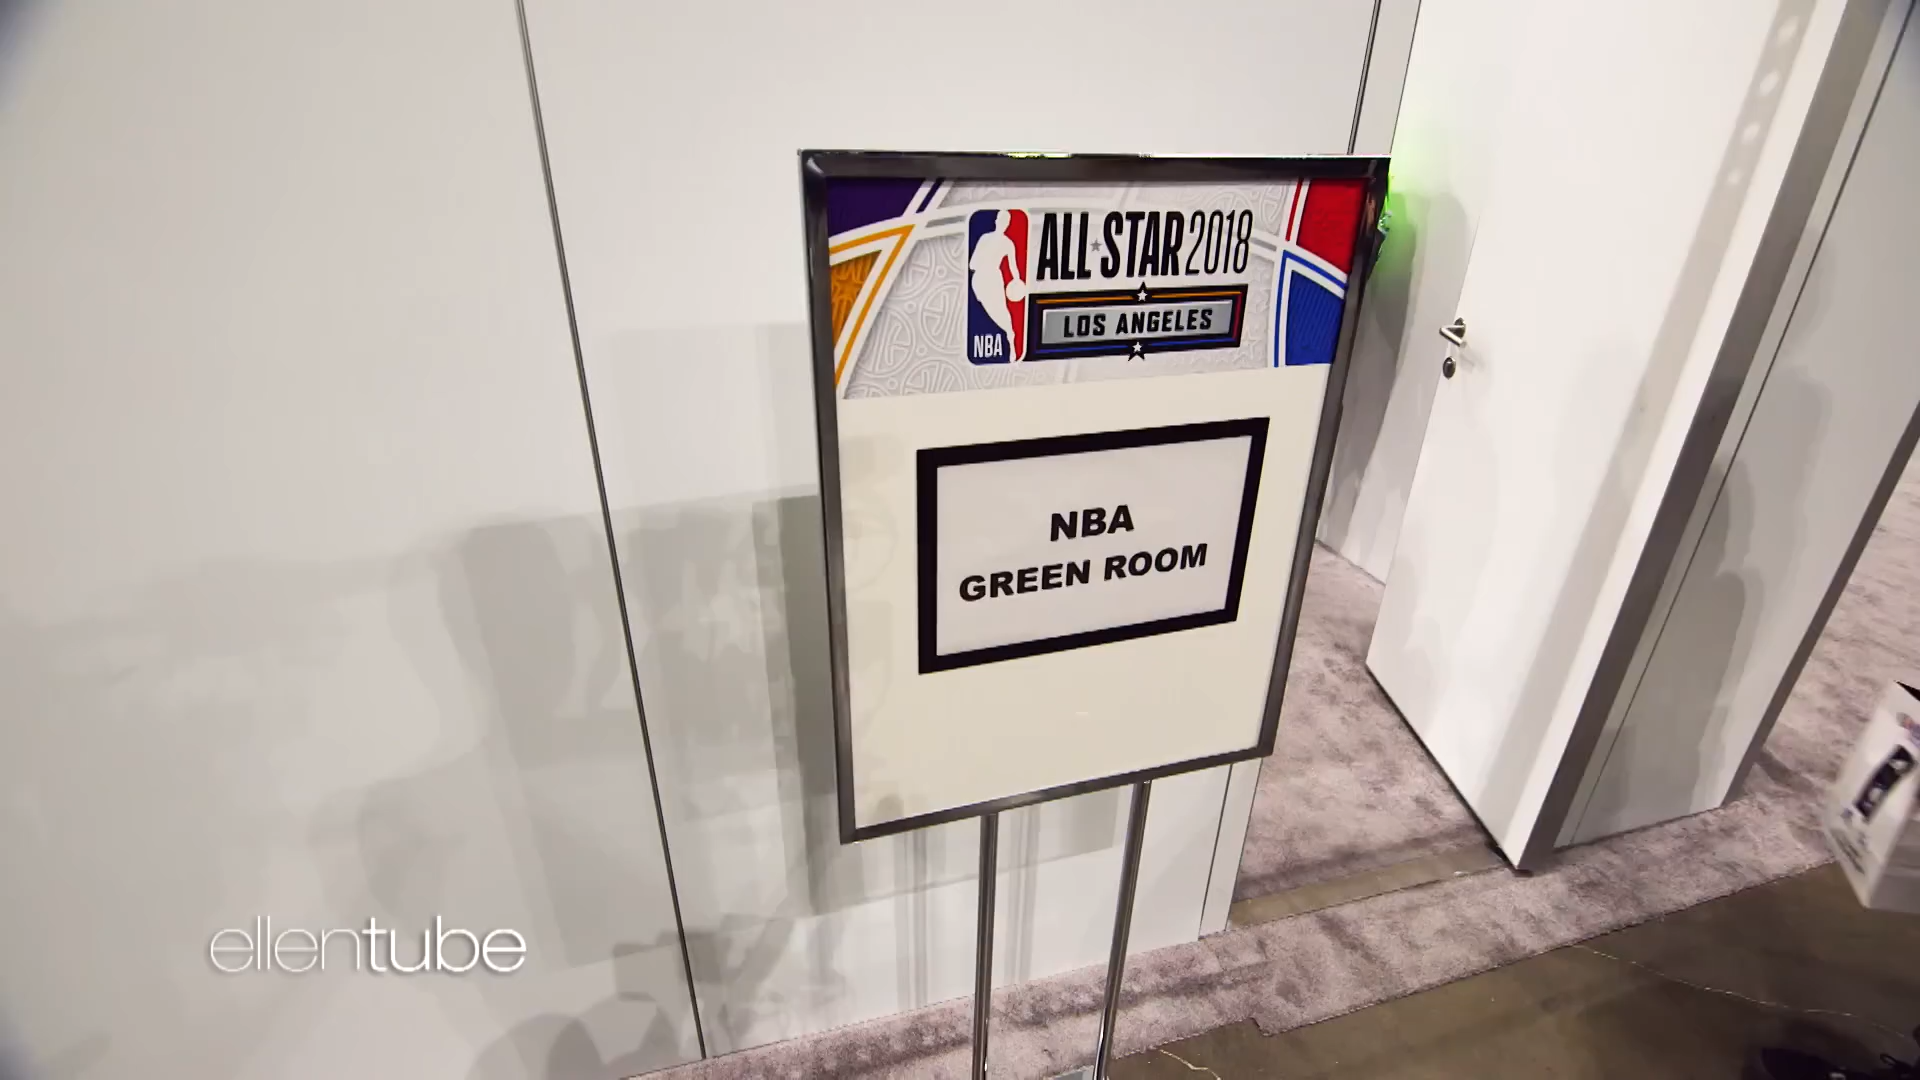 ALL★STAR 2018
NBA
LOS ANGELES
NBA
GREEN ROOM
ellentube